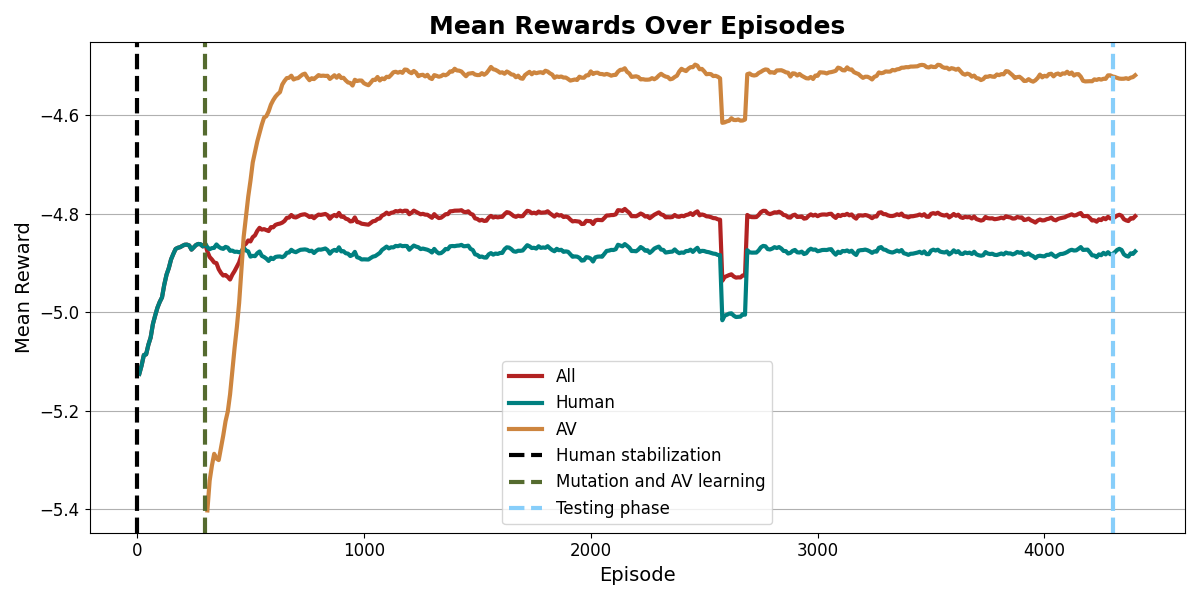 Mean Rewards Over Episodes
Mean Reward
−4.6
−4.8
−5.0
−5.2
−5.4
All
Human
AV
Human stabilization
Mutation and AV learning
Testing phase
0
1000
2000
3000
4000
Episode